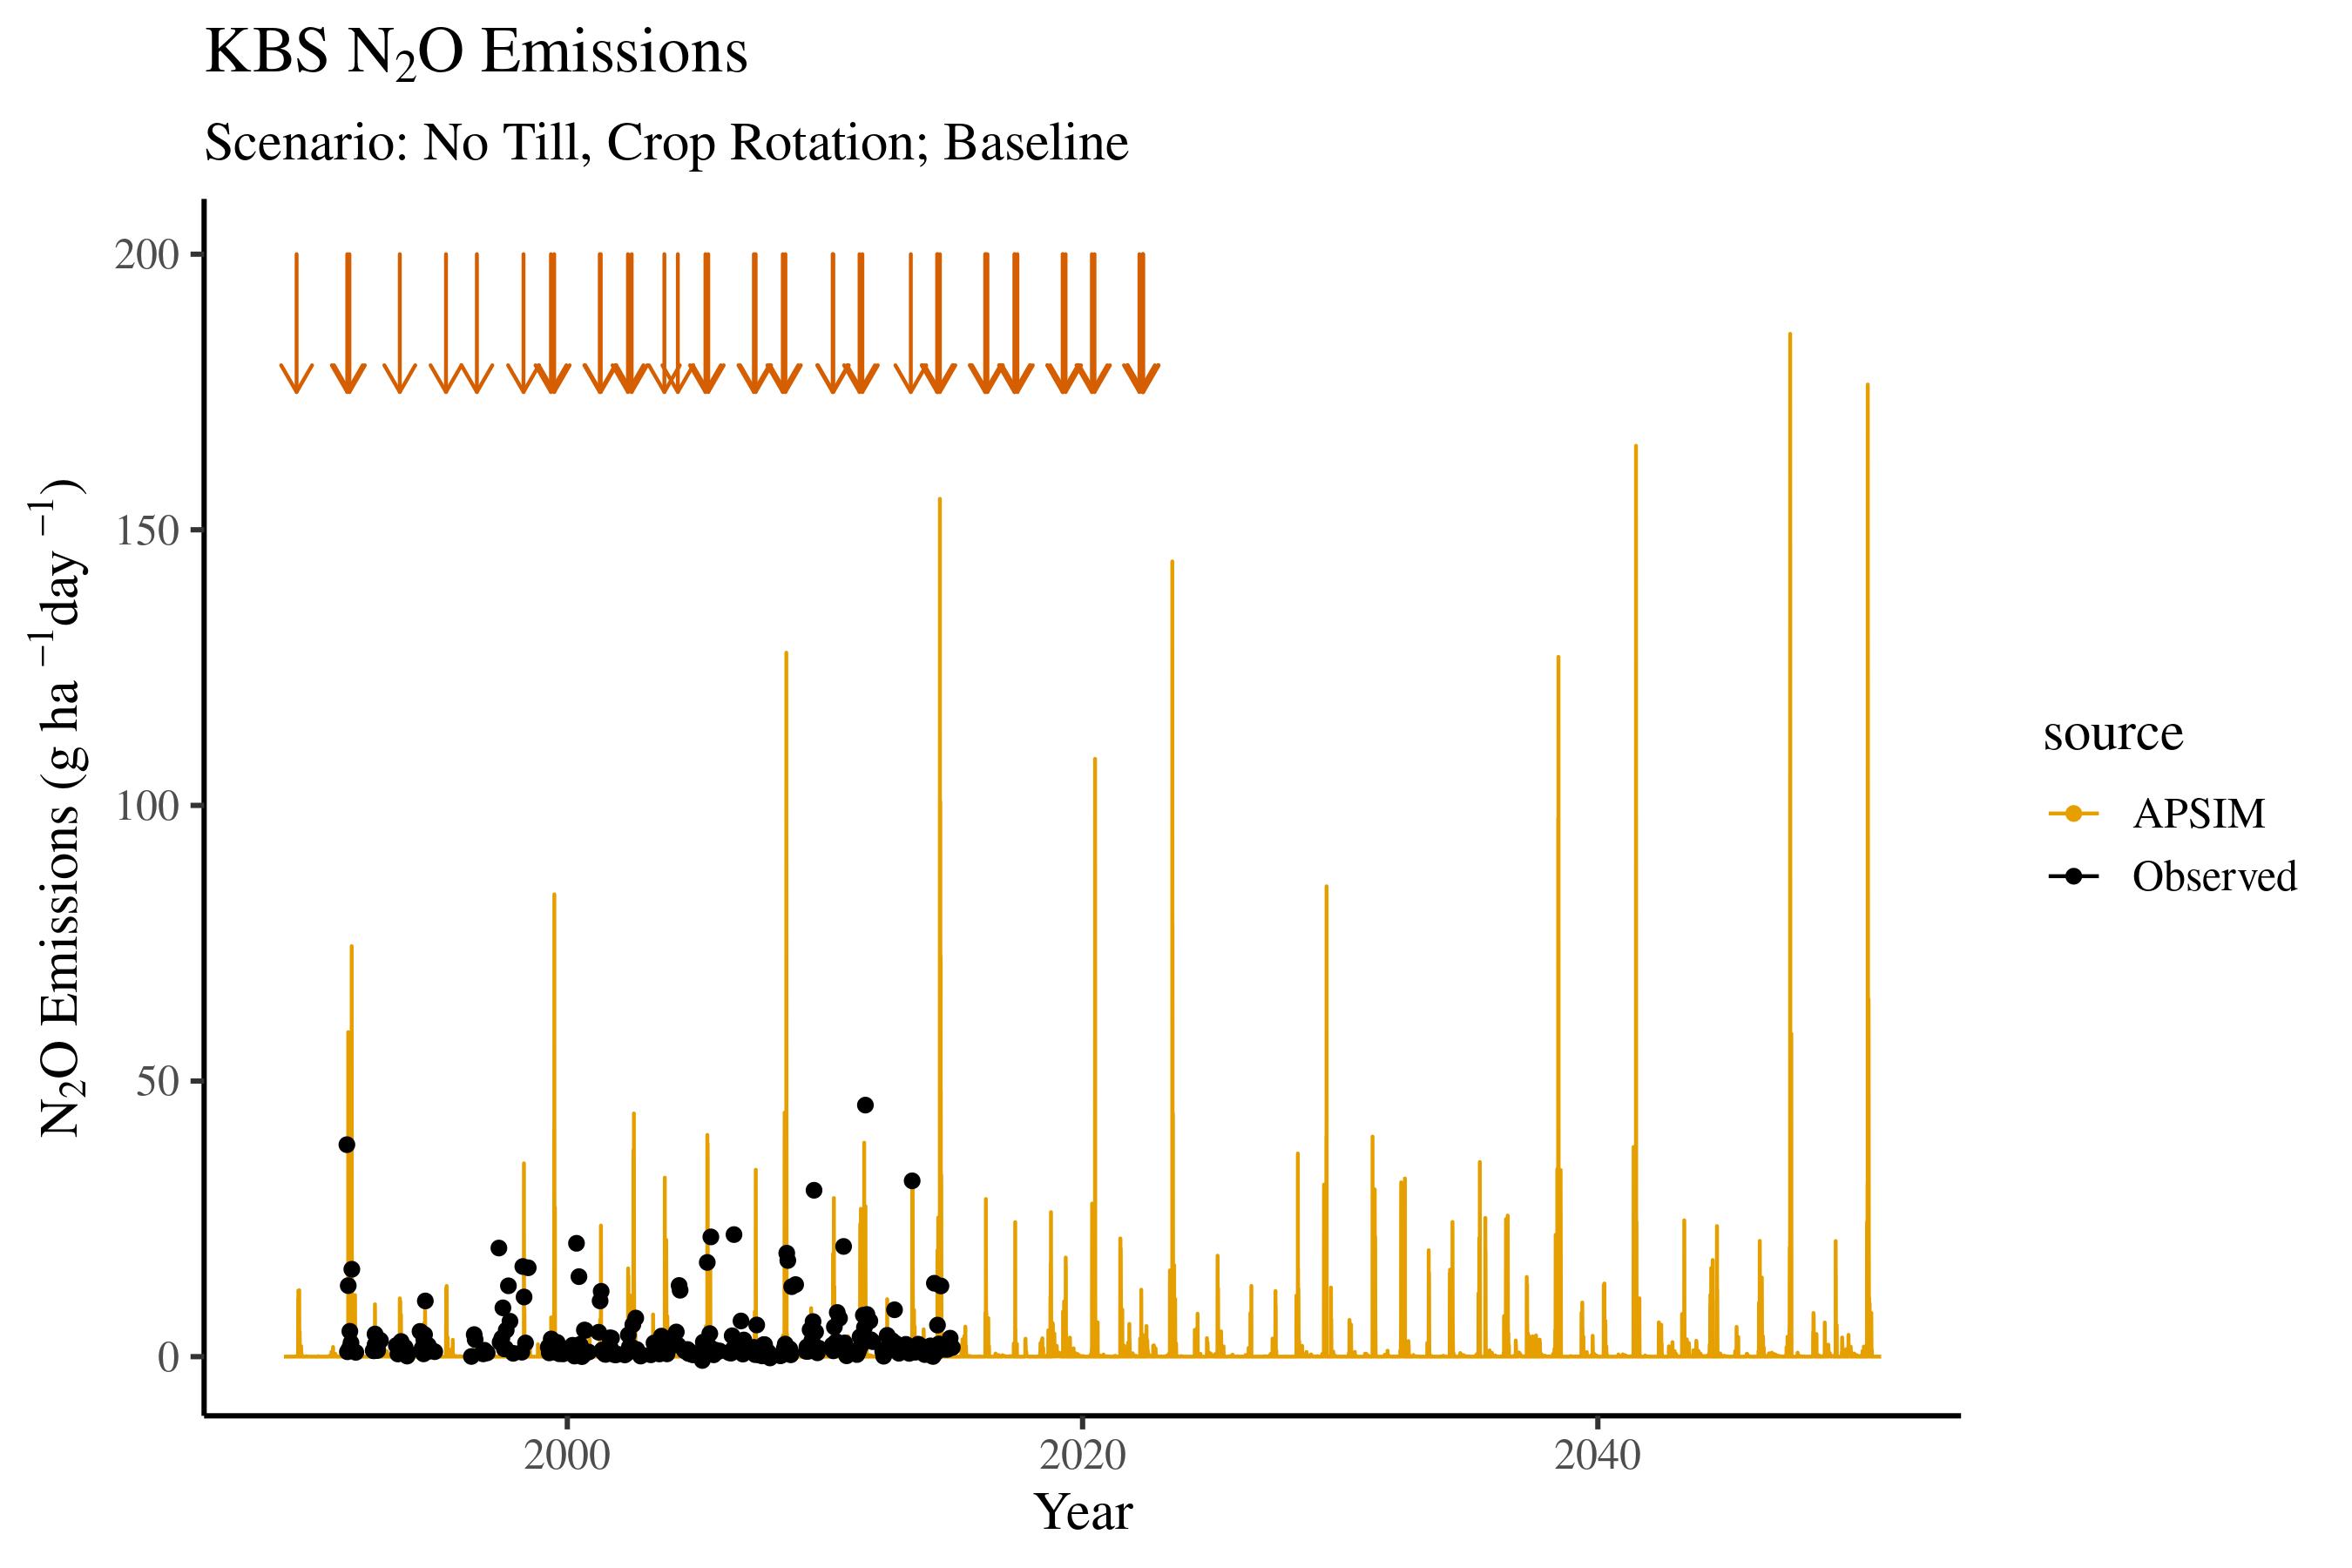 KBS N₂O Emissions
Scenario: No Till, Crop Rotation; Baseline
N₂O Emissions (g ha⁻¹day⁻¹)
200
150
100
50
0
2000
2020
2040
Year
source
APSIM
Observed